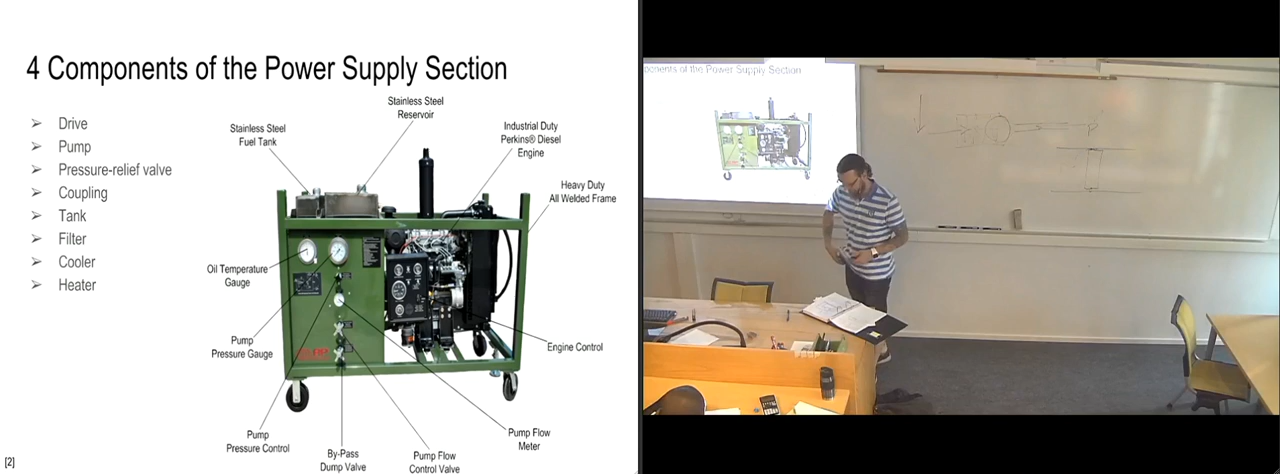 4 Components of the Power Supply Section
➢ Drive
➢ Pump
➢ Pressure-relief valve
➢ Coupling
➢ Tank
➢ Filter
➢ Cooler
➢ Heater
Stainless Steel
Fuel Tank
Stainless Steel
Reservoir
Industrial Duty
Perkins® Diesel
Engine
Heavy Duty
All Welded Frame
Oil Temperature
Gauge
Pump
Pressure Gauge
Pump
Pressure Control
By-Pass
Dump Valve
Pump Flow
Control Valve
Pump Flow
Meter
Engine Control
[2]
ponents of the Power Supply Section